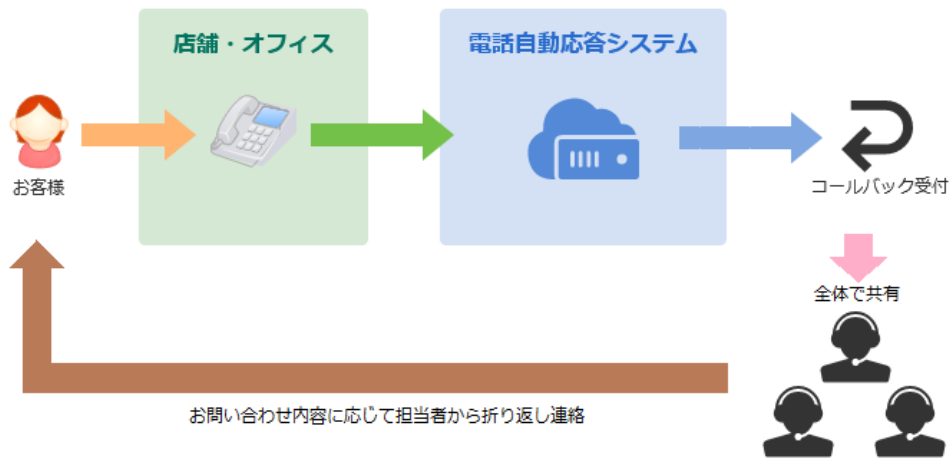 店舗・オフィス
電話自動応答システム
お客様
コールバック受付
全体で共有
お問い合わせ内容に応じて担当者から折り返し連絡